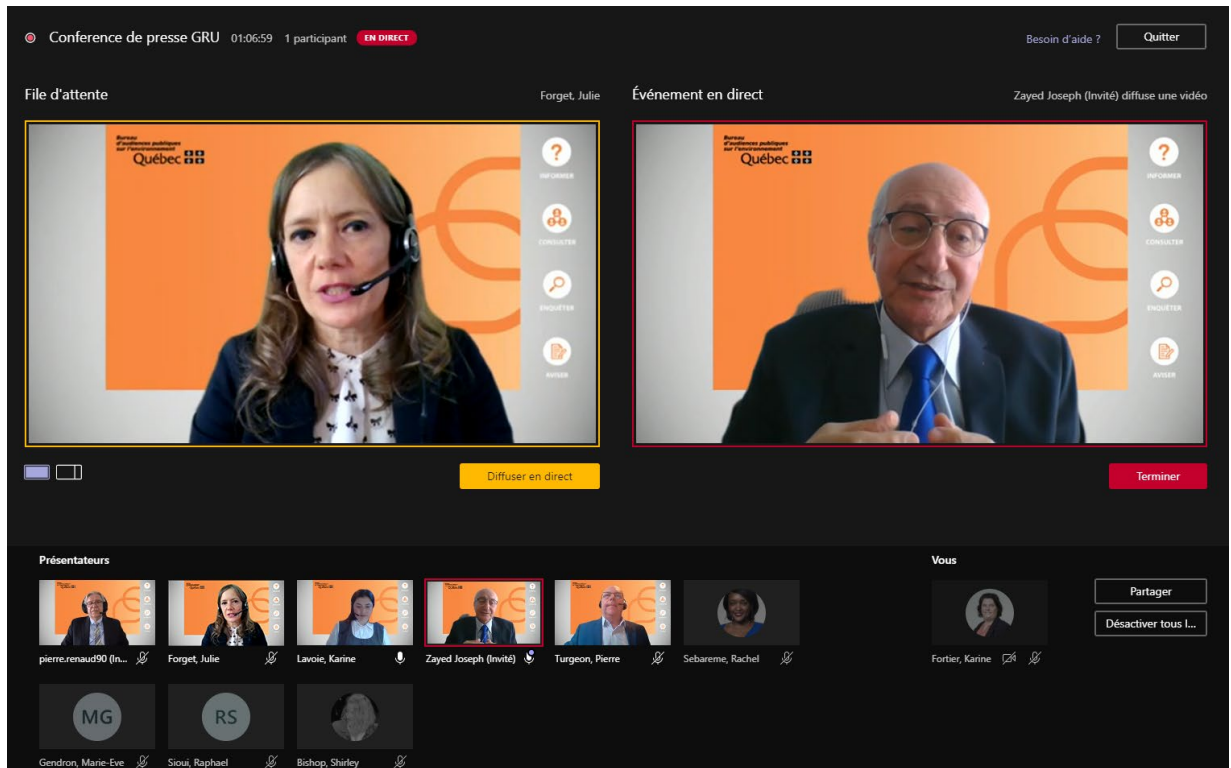 Conference de presse GRU 01:06:59 1 participant EN DIRECT
Besoin d'aide ? Quitter
File d'attente Forget, Julie
Événement en direct Zayed Joseph (Invité) diffuse une vidéo
Bureau
d'audiences publiques
sur l'environnement
Québec
?
INFORMER
CONSULTER
ENQUÊTER
AVISER
Bureau
d'audiences publiques
sur l'environnement
Québec
?
INFORMER
CONSULTER
ENQUÊTER
AVISER
Diffuser en direct
Terminer
Présentateurs
Vous
pierre.renaud90 (In...
Forget, Julie
Lavoie, Karine
Zayed Joseph (Invité)
Turgeon, Pierre
Sebareme, Rachel
Fortier, Karine
Partager
Désactiver tous l...
MG
RS
Gendron, Marie-Eve
Sioui, Raphael
Bishop, Shirley